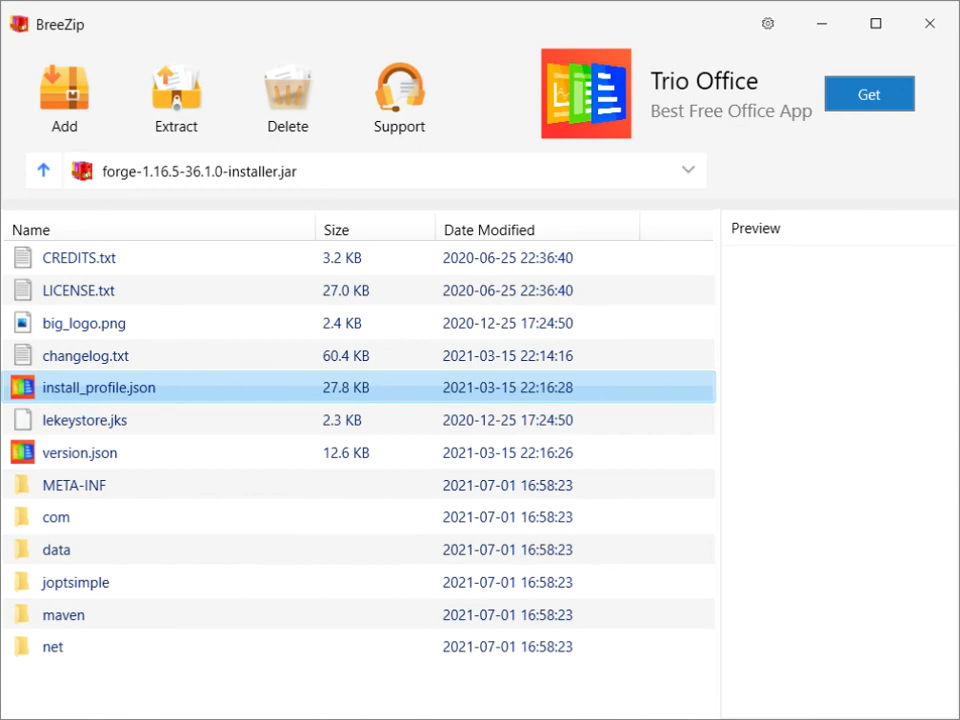 BreeZip
Add
Extract
Delete
Support
Trio Office
Best Free Office App
Get
forge-1.16.5-36.1.0-installer.jar
Name Size Date Modified
Preview
CREDITS.txt 3.2 KB 2020-06-25 22:36:40
LICENSE.txt 27.0 KB 2020-06-25 22:36:40
big_logo.png 2.4 KB 2020-12-25 17:24:50
changelog.txt 60.4 KB 2021-03-15 22:14:16
install_profile.json 27.8 KB 2021-03-15 22:16:28
lekeystore.jks 2.3 KB 2020-12-25 17:24:50
version.json 12.6 KB 2021-03-15 22:16:26
META-INF 2021-07-01 16:58:23
com 2021-07-01 16:58:23
data 2021-07-01 16:58:23
joptsimple 2021-07-01 16:58:23
maven 2021-07-01 16:58:23
net 2021-07-01 16:58:23